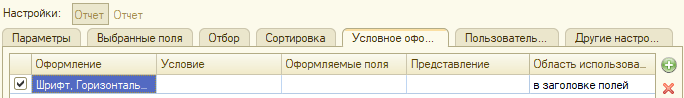 Настройки: Отчет Отчет
Параметры Выбранные поля Отбор Сортировка Условное офо... Пользователь... Другие настро...
Оформление Условие Оформляемые поля Представление Область использова...
Шрифт, Горизонталь... в заголовке полей